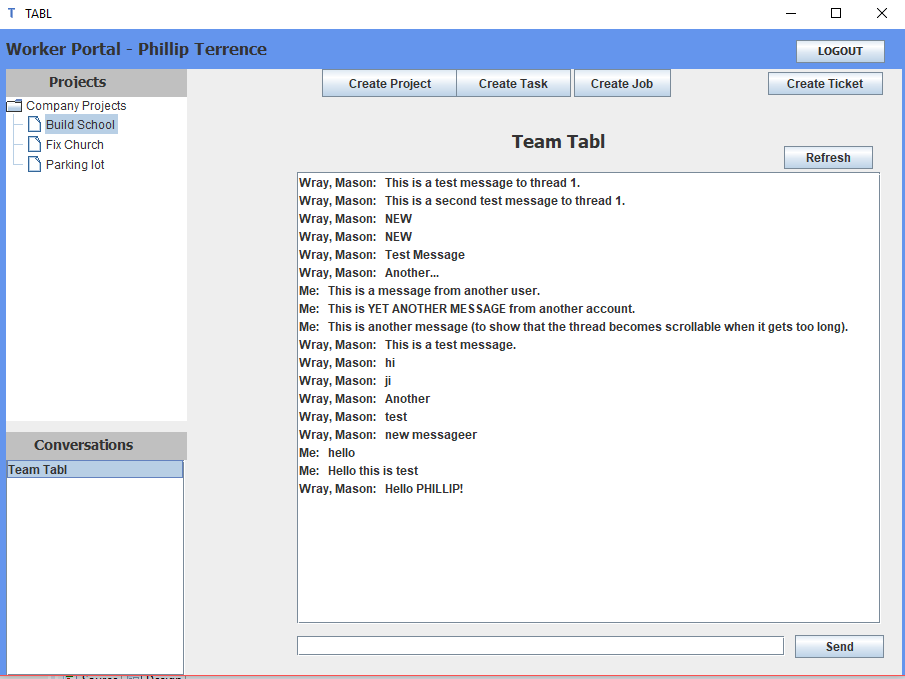 T TABL
Worker Portal - Phillip Terrence
LOGOUT
Projects
Create Project
Create Task
Create Job
Create Ticket
Company Projects
Build School
Fix Church
Parking lot
Team Tabl
Refresh
Wray, Mason: This is a test message to thread 1.
Wray, Mason: This is a second test message to thread 1.
Wray, Mason: NEW
Wray, Mason: NEW
Wray, Mason: Test Message
Wray, Mason: Another...
Me: This is a message from another user.
Me: This is YET ANOTHER MESSAGE from another account.
Me: This is another message (to show that the thread becomes scrollable when it gets too long).
Wray, Mason: This is a test message.
Wray, Mason: hi
Wray, Mason: ji
Wray, Mason: Another
Wray, Mason: test
Wray, Mason: new messageer
Me: hello
Me: Hello this is test
Wray, Mason: Hello PHILLIP!
Conversations
Team Tabl
Send